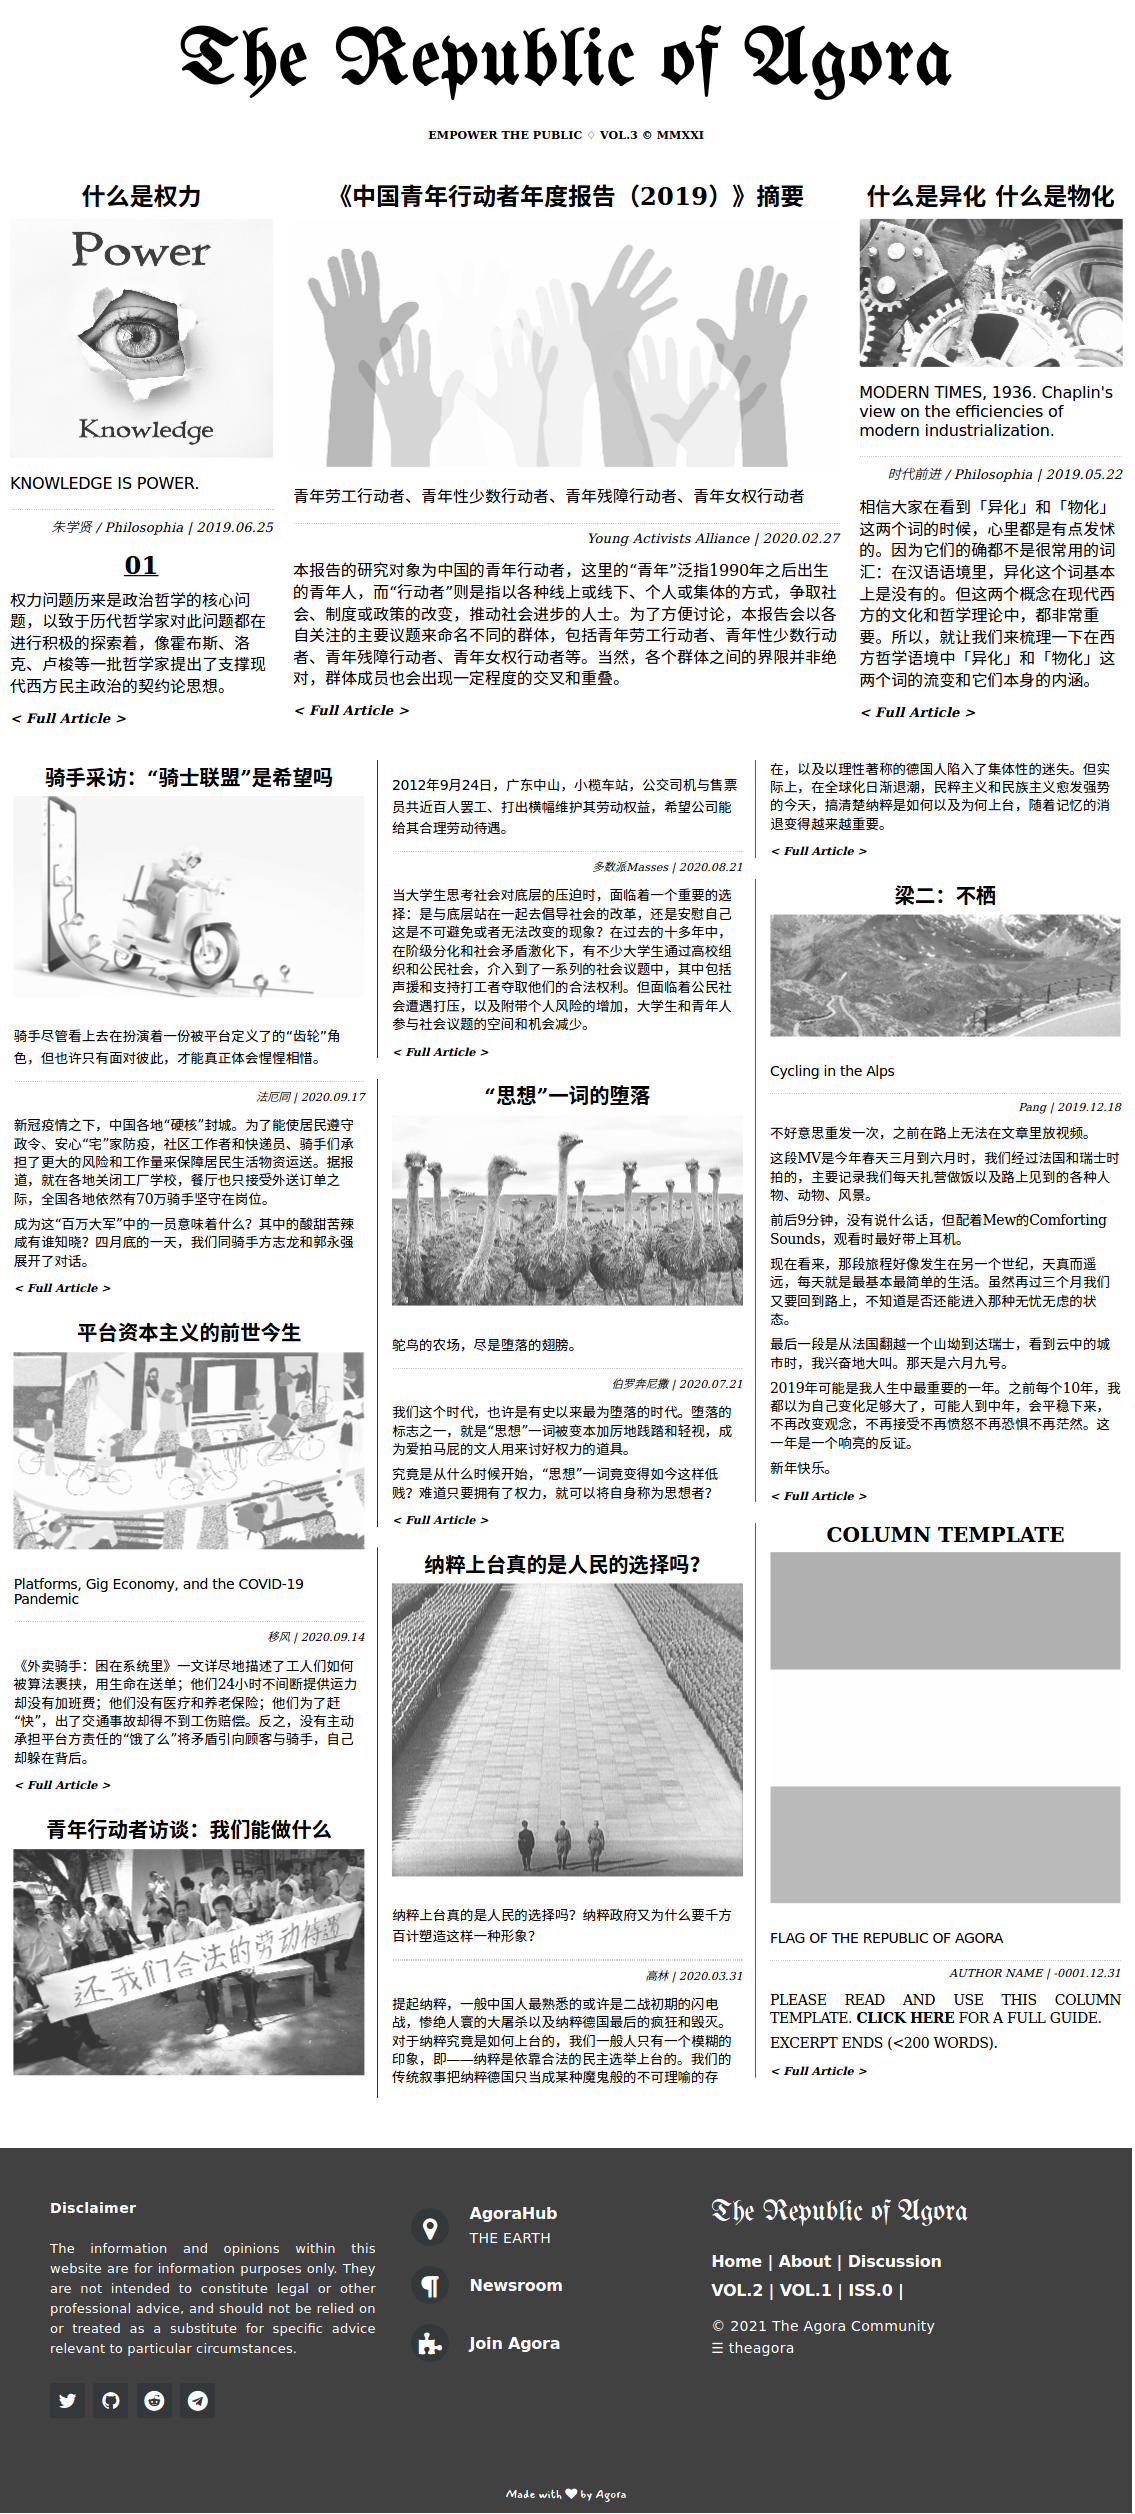 The Republic of Agora
EMPOWER THE PUBLIC ♢ VOL.3 © MMXXI
什么是权力
Power
Knowledge
KNOWLEDGE IS POWER.
朱学贤 / Philosophia | 2019.06.25
01
权力问题历来是政治哲学的核心问
题，以致于历代哲学家对此问题都在
进行积极的探索着，像霍布斯、洛
克、卢梭等一批哲学家提出了支撑现
代西方民主政治的契约论思想。
< Full Article >
《中国青年行动者年度报告（2019）》摘要
青年劳工行动者、青年性少数行动者、青年残障行动者、青年女权行动者
Young Activists Alliance | 2020.02.27
本报告的研究对象为中国的青年行动者，这里的“青年”泛指1990年之后出生
的青年人，而“行动者”则是指以各种线上或线下、个人或集体的方式，争取社
会、制度或政策的改变，推动社会进步的人士。为了方便讨论，本报告会以各
自关注的主要议题来命名不同的群体，包括青年劳工行动者、青年性少数行动
者、青年残障行动者、青年女权行动者等。当然，各个群体之间的界限并非绝
对，群体成员也会出现一定程度的交叉和重叠。
< Full Article >
什么是异化 什么是物化
MODERN TIMES, 1936. Chaplin's
view on the efficiencies of
modern industrialization.
时代前进 / Philosophia | 2019.05.22
相信大家在看到「异化」和「物化」
这两个词的时候，心里都是有点发怵
的。因为它们的确都不是很常用的词
汇：在汉语语境里，异化这个词基本
上是没有的。但这两个概念在现代西
方的文化和哲学理论中，都非常重
要。所以，就让我们来梳理一下在西
方哲学语境中「异化」和「物化」这
两个词的流变和它们本身的内涵。
< Full Article >
骑手采访：“骑士联盟”是希望吗
骑手尽管看上去在扮演着一份被平台定义了的“齿轮”角
色，但也许只有面对彼此，才能真正体会惺惺相惜。
法厄同 | 2020.09.17
新冠疫情之下，中国各地“硬核”封城。为了能使居民遵守
政令、安心“宅”家防疫，社区工作者和快递员、骑手们承
担了更大的风险和工作量来保障居民生活物资运送。据报
道，就在各地关闭工厂学校，餐厅也只接受外送订单之
际，全国各地依然有70万骑手坚守在岗位。
成为这“百万大军”中的一员意味着什么？其中的酸甜苦辣
咸有谁知晓？四月底的一天，我们同骑手方志龙和郭永强
展开了对话。
< Full Article >
平台资本主义的前世今生
Platforms, Gig Economy, and the COVID-19
Pandemic
移风 | 2020.09.14
《外卖骑手：困在系统里》一文详尽地描述了工人们如何
被算法裹挟，用生命在送单；他们24小时不间断提供运力
却没有加班费；他们没有医疗和养老保险；他们为了赶
“快”，出了交通事故却得不到工伤赔偿。反之，没有主动
承担平台方责任的“饿了么”将矛盾引向顾客与骑手，自己
却躲在背后。
< Full Article >
青年行动者访谈：我们能做什么
还我们合法的劳动待遇
2012年9月24日，广东中山，小榄车站，公交司机与售票
员共近百人罢工、打出横幅维护其劳动权益，希望公司能
给其合理劳动待遇。
多数派Masses | 2020.08.21
当大学生思考社会对底层的压迫时，面临着一个重要的选
择：是与底层站在一起去倡导社会的改革，还是安慰自己
这是不可避免或者无法改变的现象？在过去的十多年中，
在阶级分化和社会矛盾激化下，有不少大学生通过高校组
织和公民社会，介入到了一系列的社会议题中，其中包括
声援和支持打工者夺取他们的合法权利。但面临着公民社
会遭遇打压，以及附带个人风险的增加，大学生和青年人
参与社会议题的空间和机会减少。
< Full Article >
“思想”一词的堕落
鸵鸟的农场，尽是堕落的翅膀。
伯罗奔尼撒 | 2020.07.21
我们这个时代，也许是有史以来最为堕落的时代。堕落的
标志之一，就是“思想”一词被变本加厉地践踏和轻视，成
为爱拍马屁的文人用来讨好权力的道具。
究竟是从什么时候开始，“思想”一词竟变得如今这样低
贱？难道只要拥有了权力，就可以将自身称为思想者？
< Full Article >
纳粹上台真的是人民的选择吗？
纳粹上台真的是人民的选择吗？纳粹政府又为什么要千方
百计塑造这样一种形象？
高林 | 2020.03.31
提起纳粹，一般中国人最熟悉的或许是二战初期的闪电
战，惨绝人寰的大屠杀以及纳粹德国最后的疯狂和毁灭。
对于纳粹究竟是如何上台的，我们一般人只有一个模糊的
印象，即——纳粹是依靠合法的民主选举上台的。我们的
传统叙事把纳粹德国只当成某种魔鬼般的不可理喻的存
在，以及以理性著称的德国人陷入了集体性的迷失。但实
际上，在全球化日渐退潮，民粹主义和民族主义愈发强势
的今天，搞清楚纳粹是如何以及为何上台，随着记忆的消
退变得越来越重要。
< Full Article >
梁二：不栖
Cycling in the Alps
Pang | 2019.12.18
不好意思重发一次，之前在路上无法在文章里放视频。
这段MV是今年春天三月到六月时，我们经过法国和瑞士时
拍的，主要记录我们每天扎营做饭以及路上见到的各种人
物、动物、风景。
前后9分钟，没有说什么话，但配着Mew的Comforting
Sounds，观看时最好带上耳机。
现在看来，那段旅程好像发生在另一个世纪，天真而遥
远，每天就是最基本最简单的生活。虽然再过三个月我们
又要回到路上，不知道是否还能进入那种无忧无虑的状
态。
最后一段是从法国翻越一个山坳到达瑞士，看到云中的城
市时，我兴奋地大叫。那天是六月九号。
2019年可能是我人生中最重要的一年。之前每个10年，我
都以为自己变化足够大了，可能人到中年，会平稳下来，
不再改变观念，不再接受不再愤怒不再恐惧不再茫然。这
一年是一个响亮的反证。
新年快乐。
< Full Article >
COLUMN TEMPLATE
FLAG OF THE REPUBLIC OF AGORA
AUTHOR NAME | -0001.12.31
PLEASE READ AND USE THIS COLUMN
TEMPLATE. CLICK HERE FOR A FULL GUIDE.
EXCERPT ENDS (<200 WORDS).
< Full Article >
Disclaimer
The information and opinions within this
website are for information purposes only. They
are not intended to constitute legal or other
professional advice, and should not be relied on
or treated as a substitute for specific advice
relevant to particular circumstances.
AgoraHub
THE EARTH
Newsroom
Join Agora
The Republic of Agora
Home | About | Discussion
VOL.2 | VOL.1 | ISS.0 |
© 2021 The Agora Community
☰ theagora
Made with ♥ by Agora